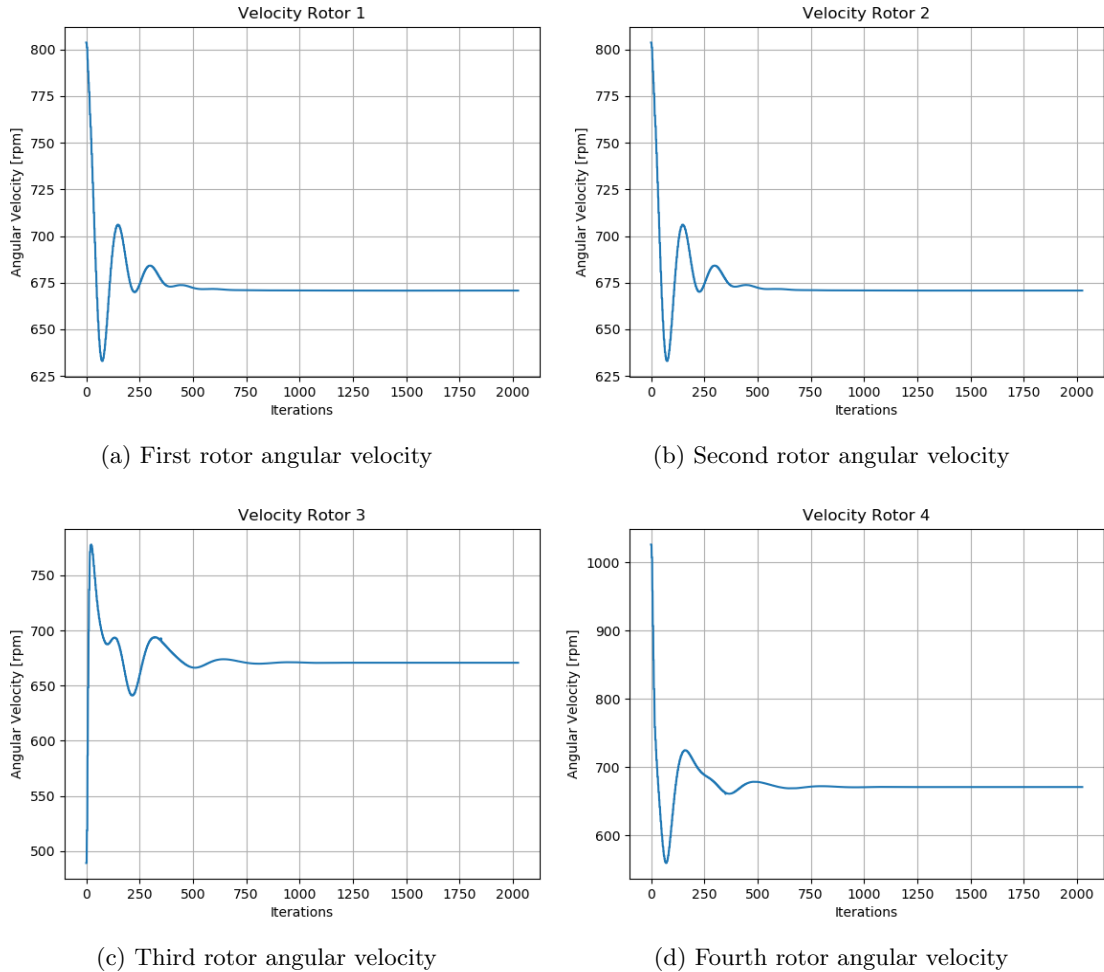 Velocity Rotor 1
800
775
750
725
700
675
650
625
Angular Velocity [rpm]
0 250 500 750 1000 1250 1500 1750 2000
Iterations
(a) First rotor angular velocity
Velocity Rotor 2
800
775
750
725
700
675
650
625
Angular Velocity [rpm]
0 250 500 750 1000 1250 1500 1750 2000
Iterations
(b) Second rotor angular velocity
Velocity Rotor 3
750
700
650
600
550
500
Angular Velocity [rpm]
0 250 500 750 1000 1250 1500 1750 2000
Iterations
(c) Third rotor angular velocity
Velocity Rotor 4
1000
900
800
700
600
Angular Velocity [rpm]
0 250 500 750 1000 1250 1500 1750 2000
Iterations
(d) Fourth rotor angular velocity